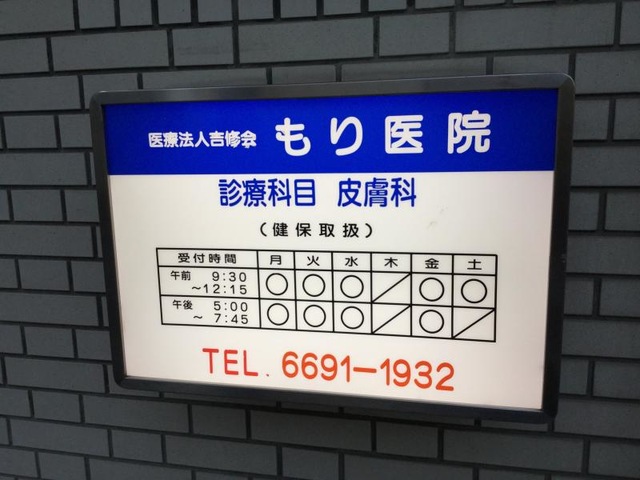 医療法人吉修会 もり医院
診療科目 皮膚科
(健保取扱)
受付時間 月 火 水 木 金 土
午前 9:30 ～12:15 ○ ○ ○ ／ ○ ○
午後 5:00 ～ 7:45 ○ ○ ○ ／ ○ ／
TEL. 6691-1932